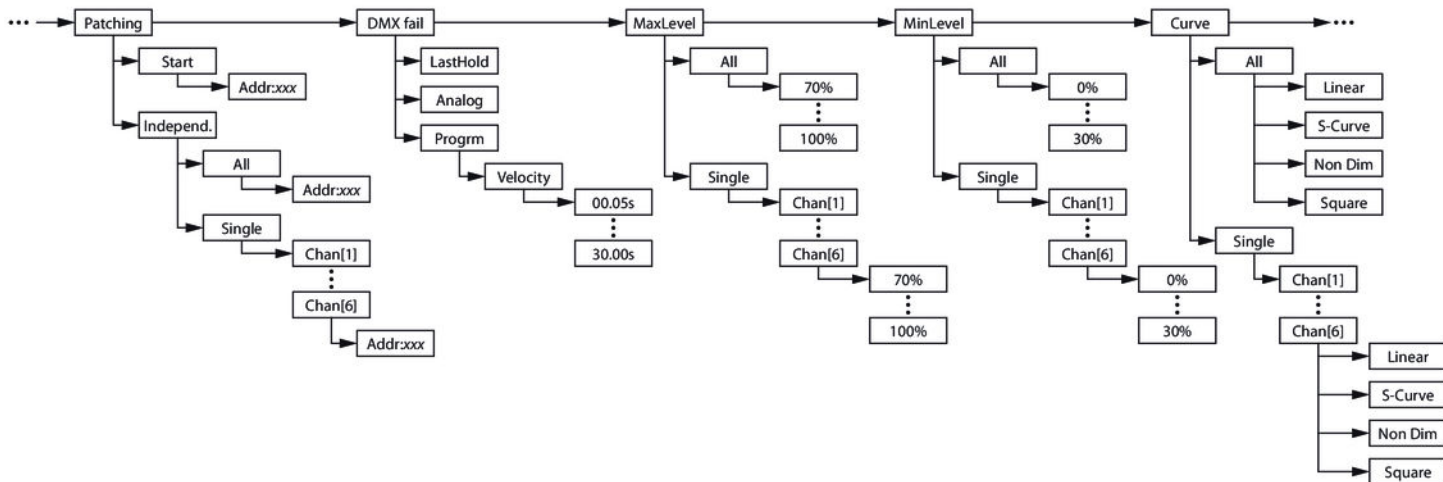 ••• Patching DMX fail MaxLevel MinLevel Curve •••
Start LastHold All All All
Addr:xxx Analog 70% 0% Linear
Independ. Progrm 100% 30% S-Curve
All Velocity Single Single Non Dim
Addr:xxx 00.05s Chan[1] Chan[1] Square
Single 30.00s Chan[6] Chan[6] Single
Chan[1] 70% 0% Chan[1]
Chan[6] 100% 30% Chan[6]
Addr:xxx Linear
S-Curve
Non Dim
Square